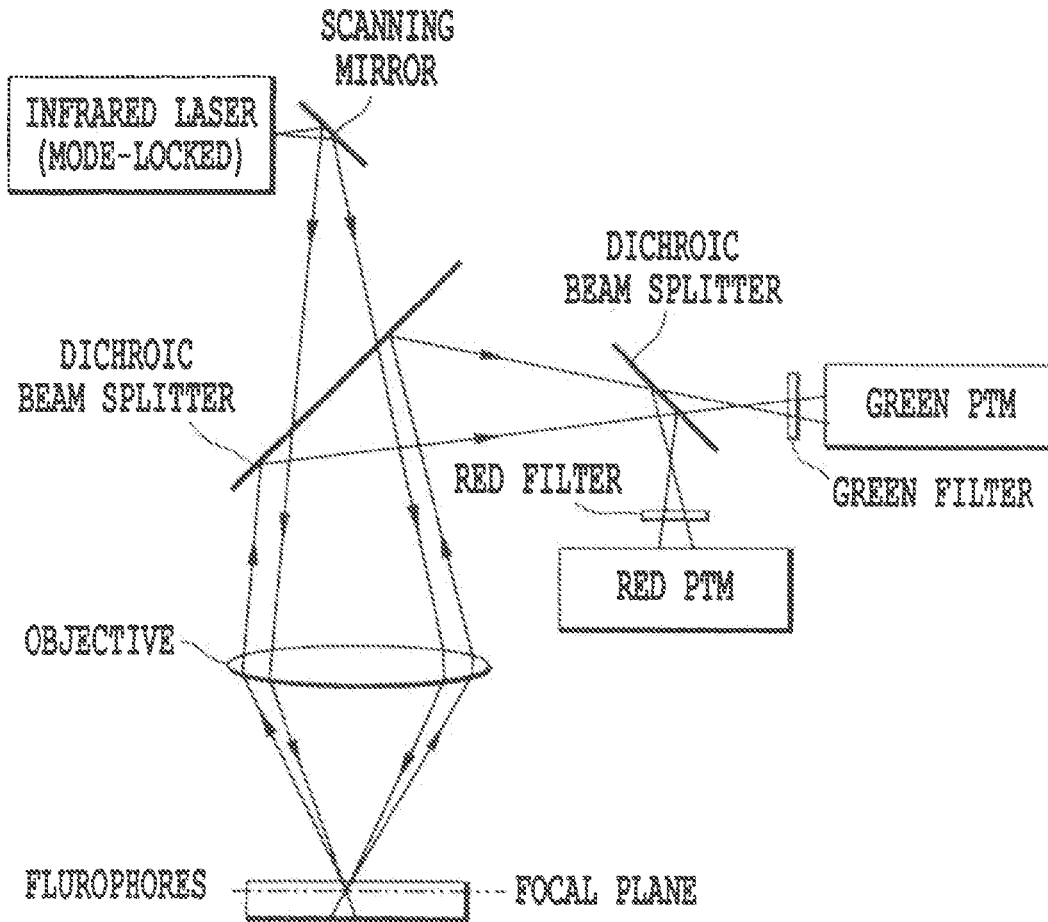 SCANNING
MIRROR
INFRARED LASER
(MODE-LOCKED)
DICHROIC
BEAM SPLITTER
DICHROIC
BEAM SPLITTER
GREEN PTM
RED FILTER
GREEN FILTER
RED PTM
OBJECTIVE
FLUROPHORES
FOCAL PLANE